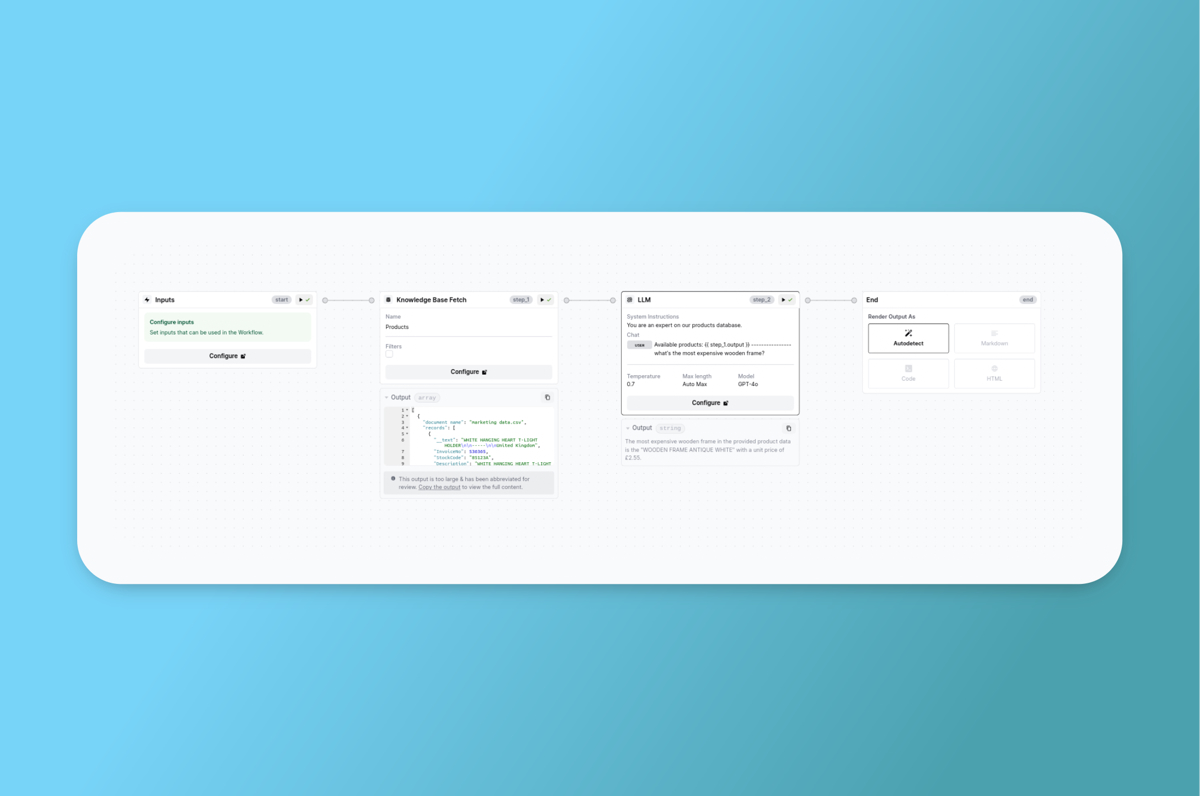 Inputs
start
Configure inputs
Set inputs that can be used in the Workflow.
Configure
Knowledge Base Fetch
step_1
Name
Products
Filters
Configure
Output
array
1 [
2 {
3 "document name": "marketing data.csv",
4 "records": [
5 {
6 "__text": "WHITE HANGING HEART T-LIGHT
HOLDER\n\n-----\n\nUnited Kingdom",
7 "InvoiceNo": 536365,
8 "StockCode": "85123A",
9 "Description": "WHITE HANGING HEART T-LIGHT
This output is too large & has been abbreviated for
review. Copy the output to view the full content.
LLM
step_2
System Instructions
You are an expert on our products database.
Chat
USER
Available products: {{ step_1.output }} ----------------
what's the most expensive wooden frame?
Temperature
Max length
Model
0.7
Auto Max
GPT-4o
Configure
Output
string
The most expensive wooden frame in the provided product data
is the "WOODEN FRAME ANTIQUE WHITE" with a unit price of
£2.55.
End
end
Render Output As
Autodetect
Markdown
Code
HTML